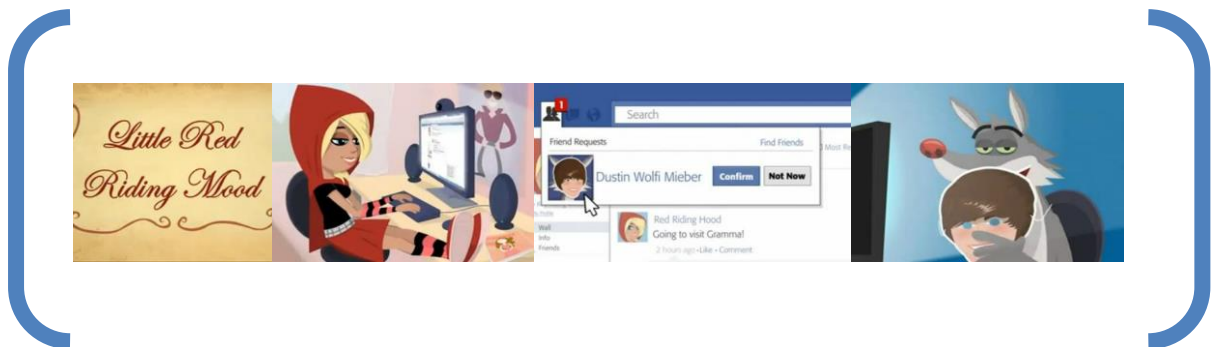 Little Red
Riding Mood
1
Search
Friend Requests
Find Friends
Dustin Wolfi Mieber
Confirm
Not Now
Wall
Info
Friends
Red Riding Hood
Going to visit Gramma!
2 hours ago·Like · Comment